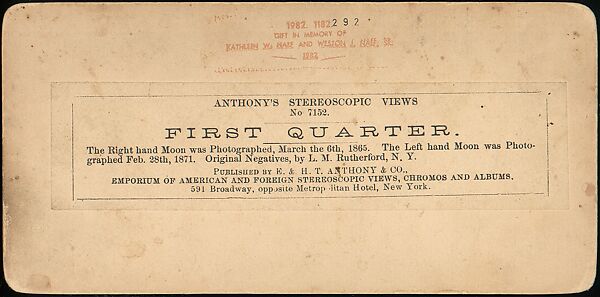 1982. 1182.292
GIFT IN MEMORY OF
KATHLEEN W. NAEF AND WESTON J. NAEF, SR.
1982
ANTHONY'S STEREOSCOPIC VIEWS
No 7152.
FIRST QUARTER.
The Right hand Moon was Photographed, March the 6th, 1865. The Left hand Moon was Photo-
graphed Feb. 28th, 1871. Original Negatives, by L. M. Rutherford, N. Y.
PUBLISHED BY E. & H. T. ANTHONY & CO.,
EMPORIUM OF AMERICAN AND FOREIGN STEREOSCOPIC VIEWS, CHROMOS AND ALBUMS,
591 Broadway, opposite Metrop litan Hotel, New York.